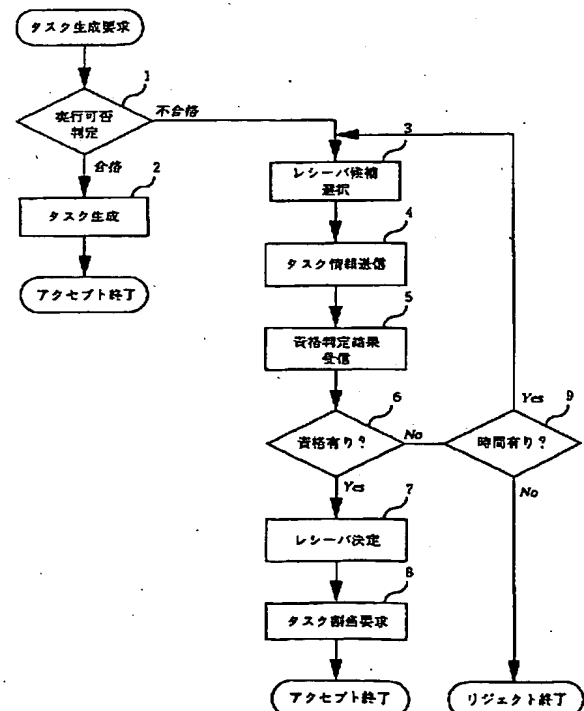 タスク生成要求
1
実行可否
判定
不合格
合格
2
タスク生成
アクセプト終了
3
レシーバ候補
選択
4
タスク情報送信
5
資格判定結果
受信
6
資格有り?
No
Yes
9
時間有り?
Yes
No
7
レシーバ決定
8
タスク割当要求
アクセプト終了
リジェクト終了